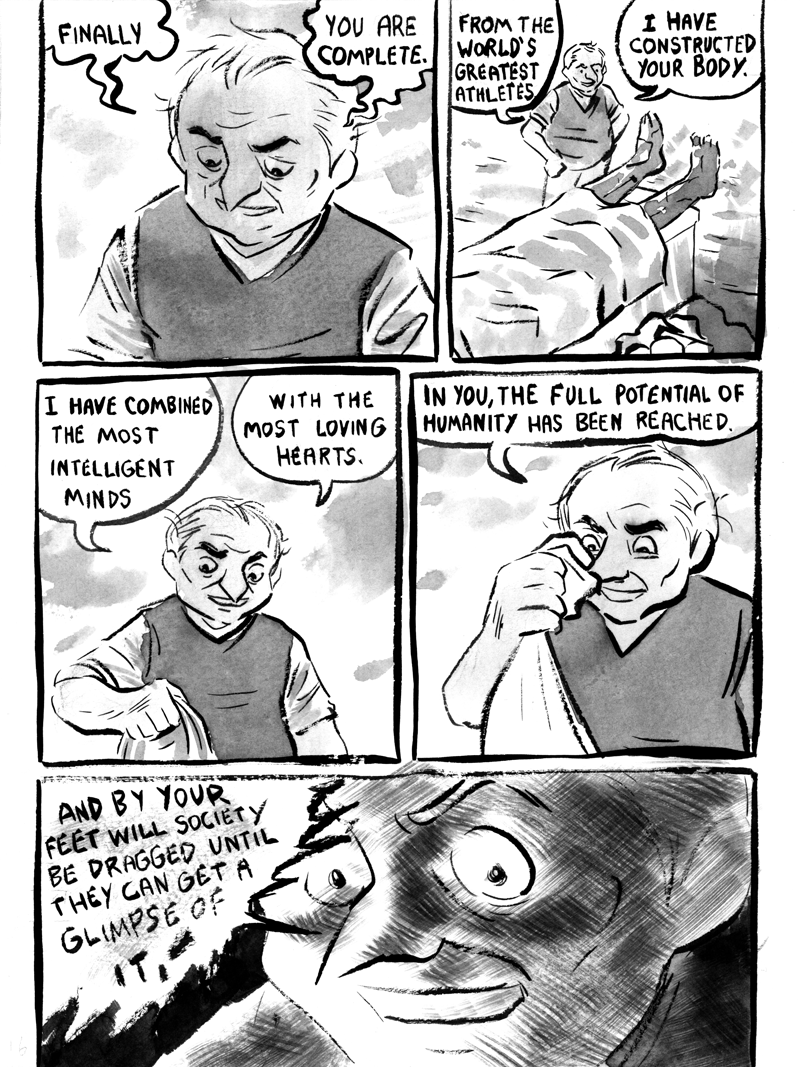 FINALLY
YOU ARE
COMPLETE.
FROM THE
WORLD'S
GREATEST
ATHLETES
I HAVE
CONSTRUCTED
YOUR BODY.
I HAVE COMBINED
THE MOST
INTELLIGENT
MINDS
WITH THE
MOST LOVING
HEARTS.
IN YOU, THE FULL POTENTIAL OF
HUMANITY HAS BEEN REACHED.
AND BY YOUR
FEET WILL SOCIETY
BE DRAGGED UNTIL
THEY CAN GET A
GLIMPSE OF
IT.